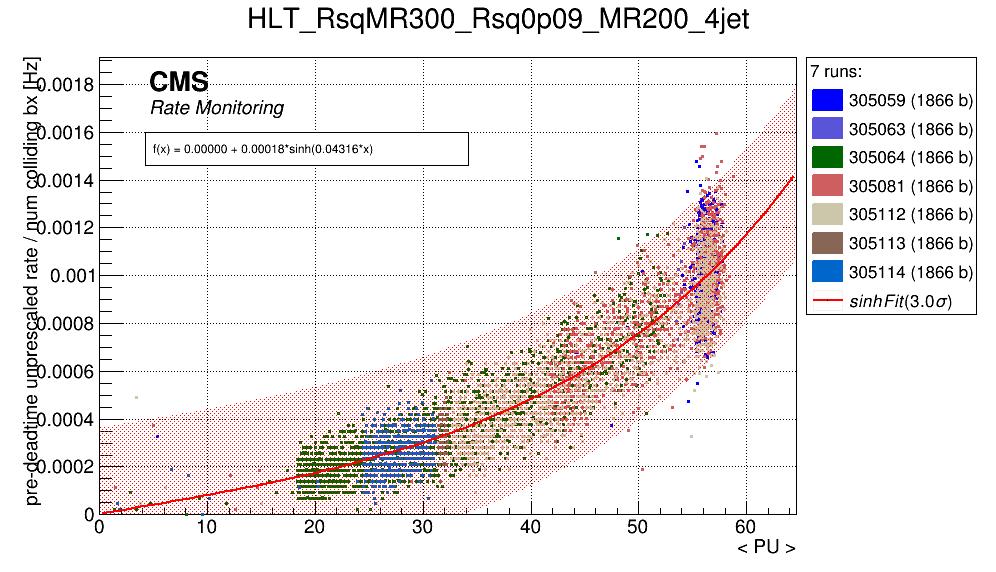 HLT_RsqMR300_Rsq0p09_MR200_4jet
pre-deadtime unprescaled rate / num colliding bx [Hz]
0.0018
0.0016
0.0014
0.0012
0.001
0.0008
0.0006
0.0004
0.0002
0
CMS
Rate Monitoring
f(x) = 0.00000 + 0.00018*sinh(0.04316*x)
0 10 20 30 40 50 60
< PU >
7 runs:
305059 (1866 b)
305063 (1866 b)
305064 (1866 b)
305081 (1866 b)
305112 (1866 b)
305113 (1866 b)
305114 (1866 b)
sinhFit(3.0σ)